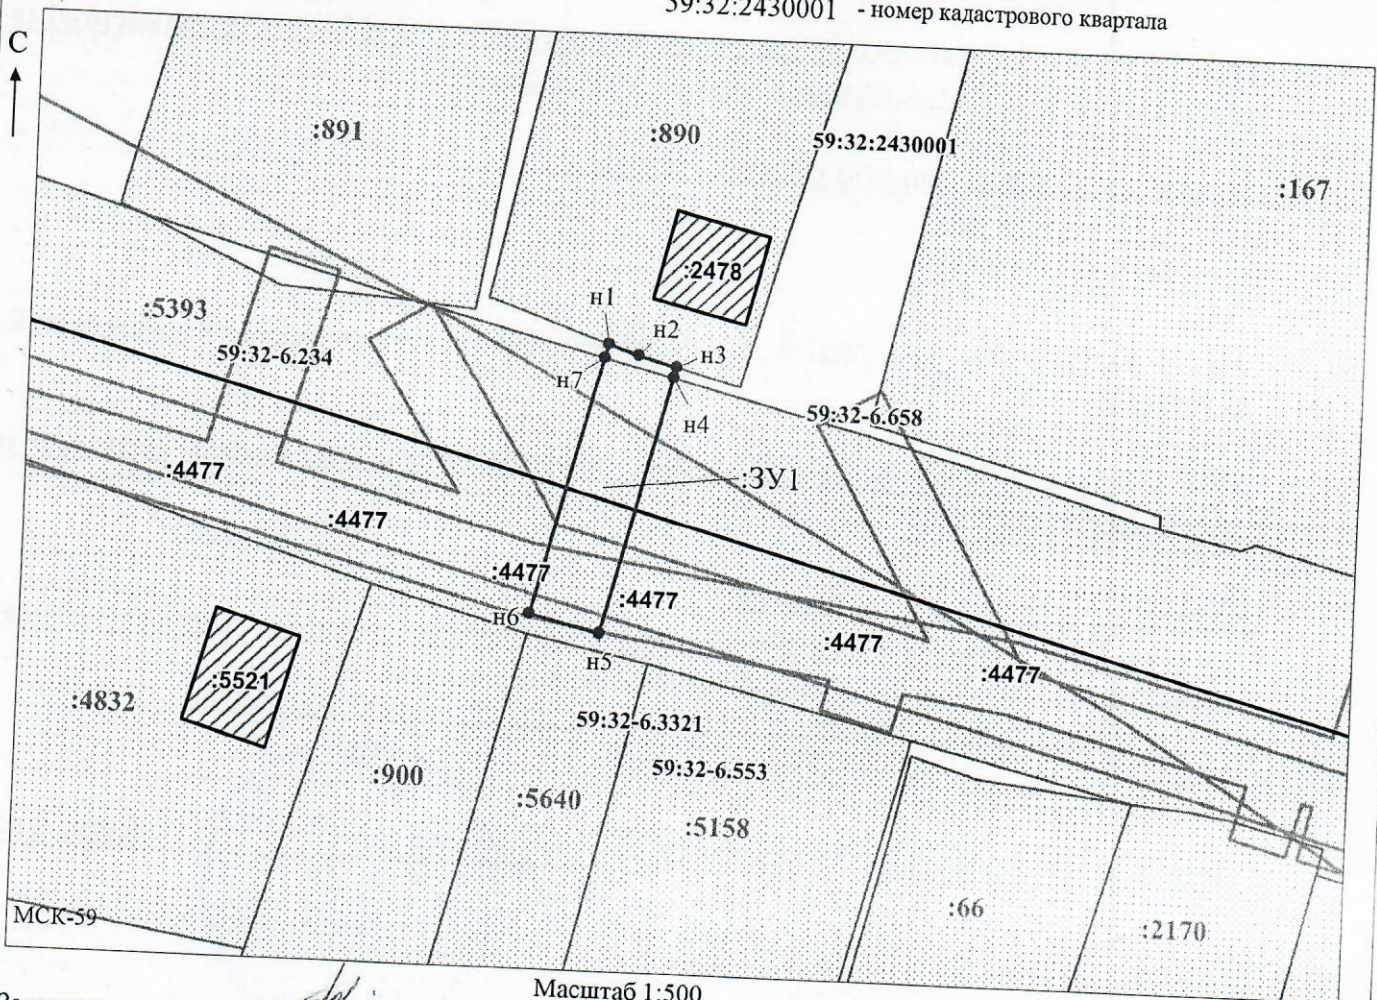 59:32:2430001 - номер кадастрового квартала
С
:891
:890
59:32:2430001
:167
:2478
н1
н2
:5393
59:32-6.234
н7
н3
н4
59:32-6.658
:4477
:ЗУ1
:4477
:4477
:4477
н6
:4477
н5
:4477
:5521
:4832
59:32-6.3321
:900
59:32-6.553
:5640
:5158
:66
МСК-59
:2170
Масштаб 1:500